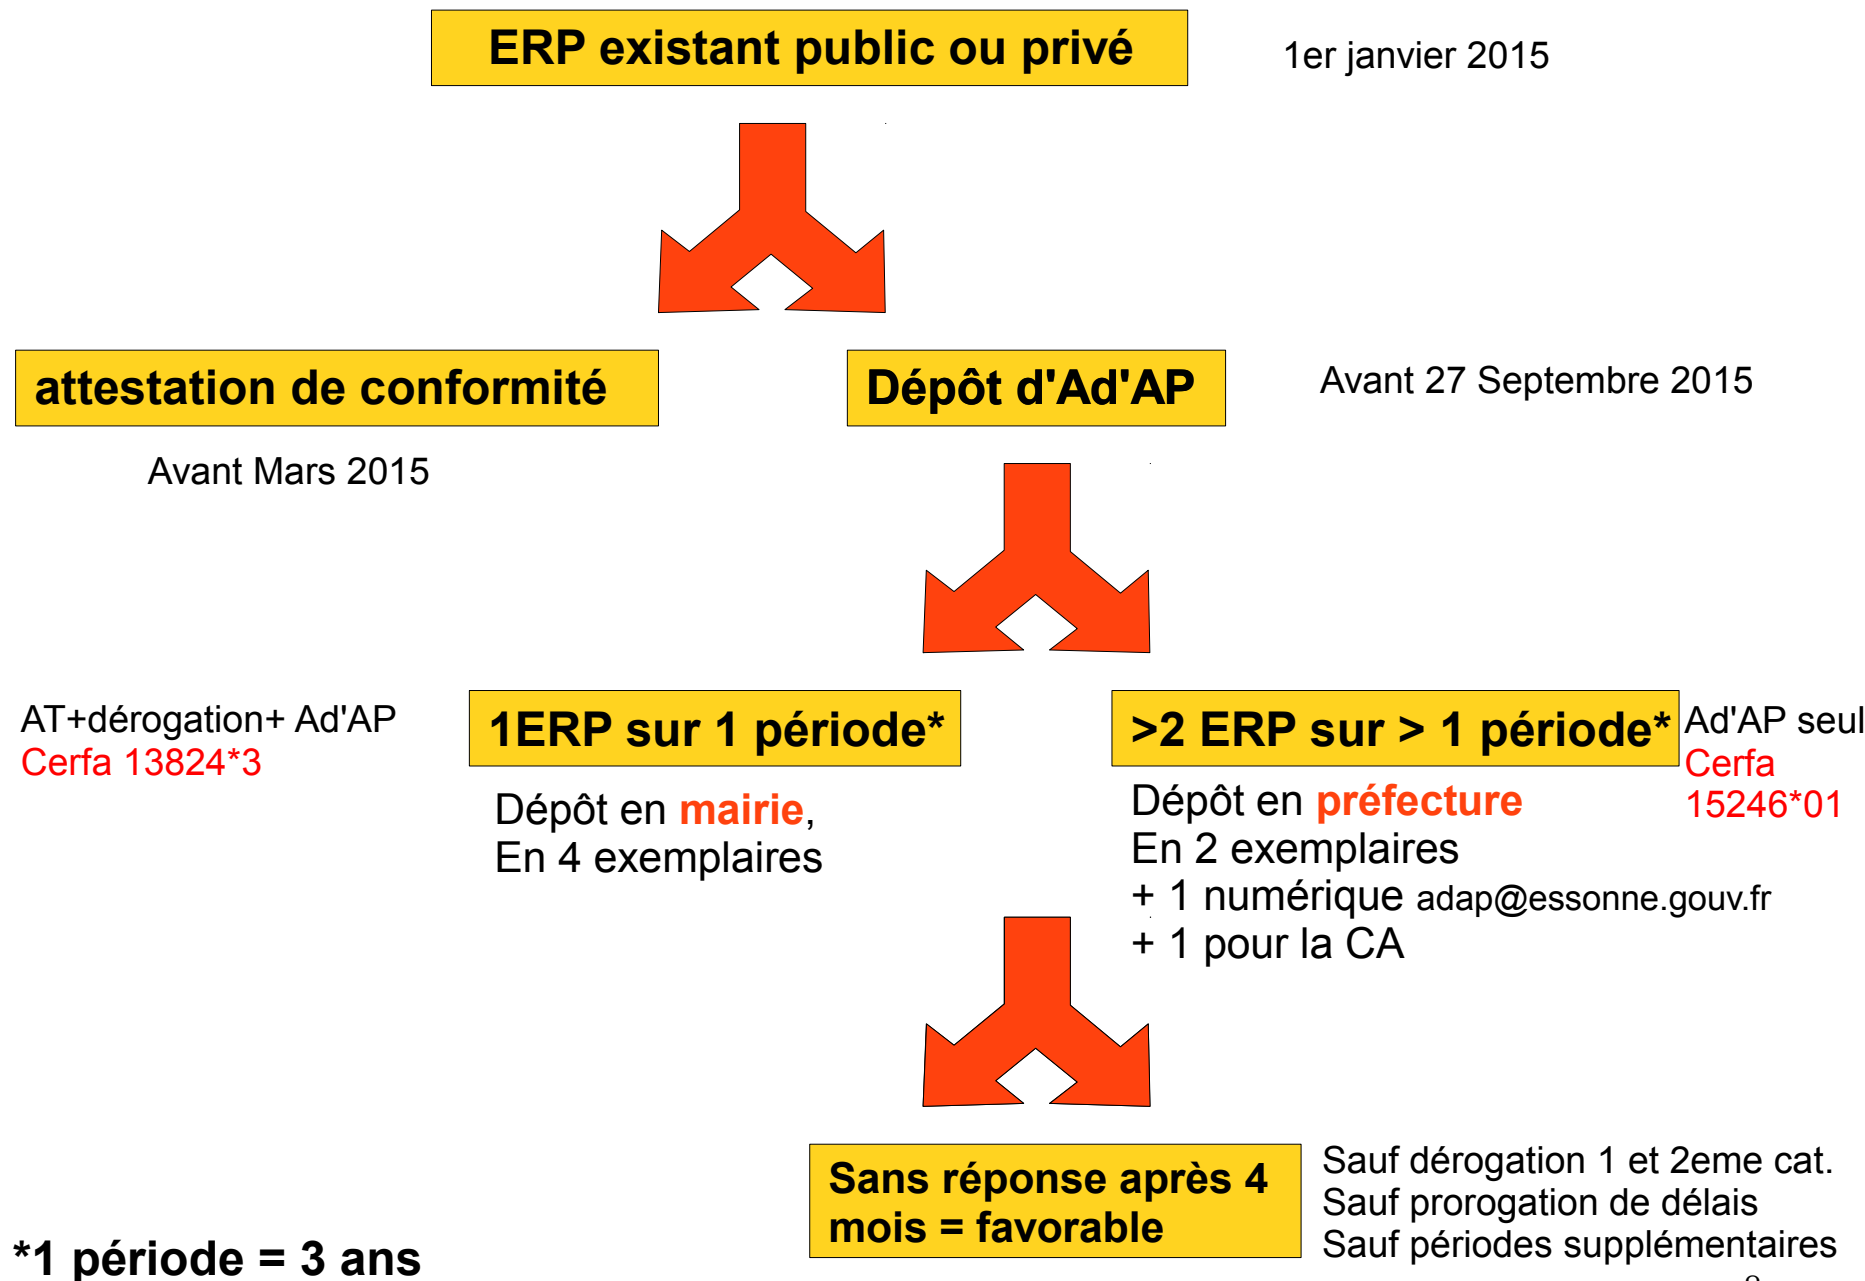 ERP existant public ou privé
1er janvier 2015
attestation de conformité
Dépôt d'Ad'AP
Avant 27 Septembre 2015
Avant Mars 2015
AT+dérogation+ Ad'AP
Cerfa 13824*3
1ERP sur 1 période*
>2 ERP sur > 1 période*
Ad'AP seul
Cerfa
15246*01
Dépôt en mairie,
En 4 exemplaires
Dépôt en préfecture
En 2 exemplaires
+ 1 numérique adap@essonne.gouv.fr
+ 1 pour la CA
Sans réponse après 4
mois = favorable
Sauf dérogation 1 et 2eme cat.
Sauf prorogation de délais
Sauf périodes supplémentaires
*1 période = 3 ans